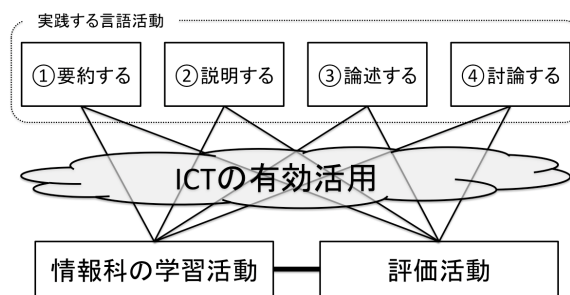 実践する言語活動
①要約する
②説明する
③論述する
④討論する
ICTの有効活用
情報科の学習活動
評価活動